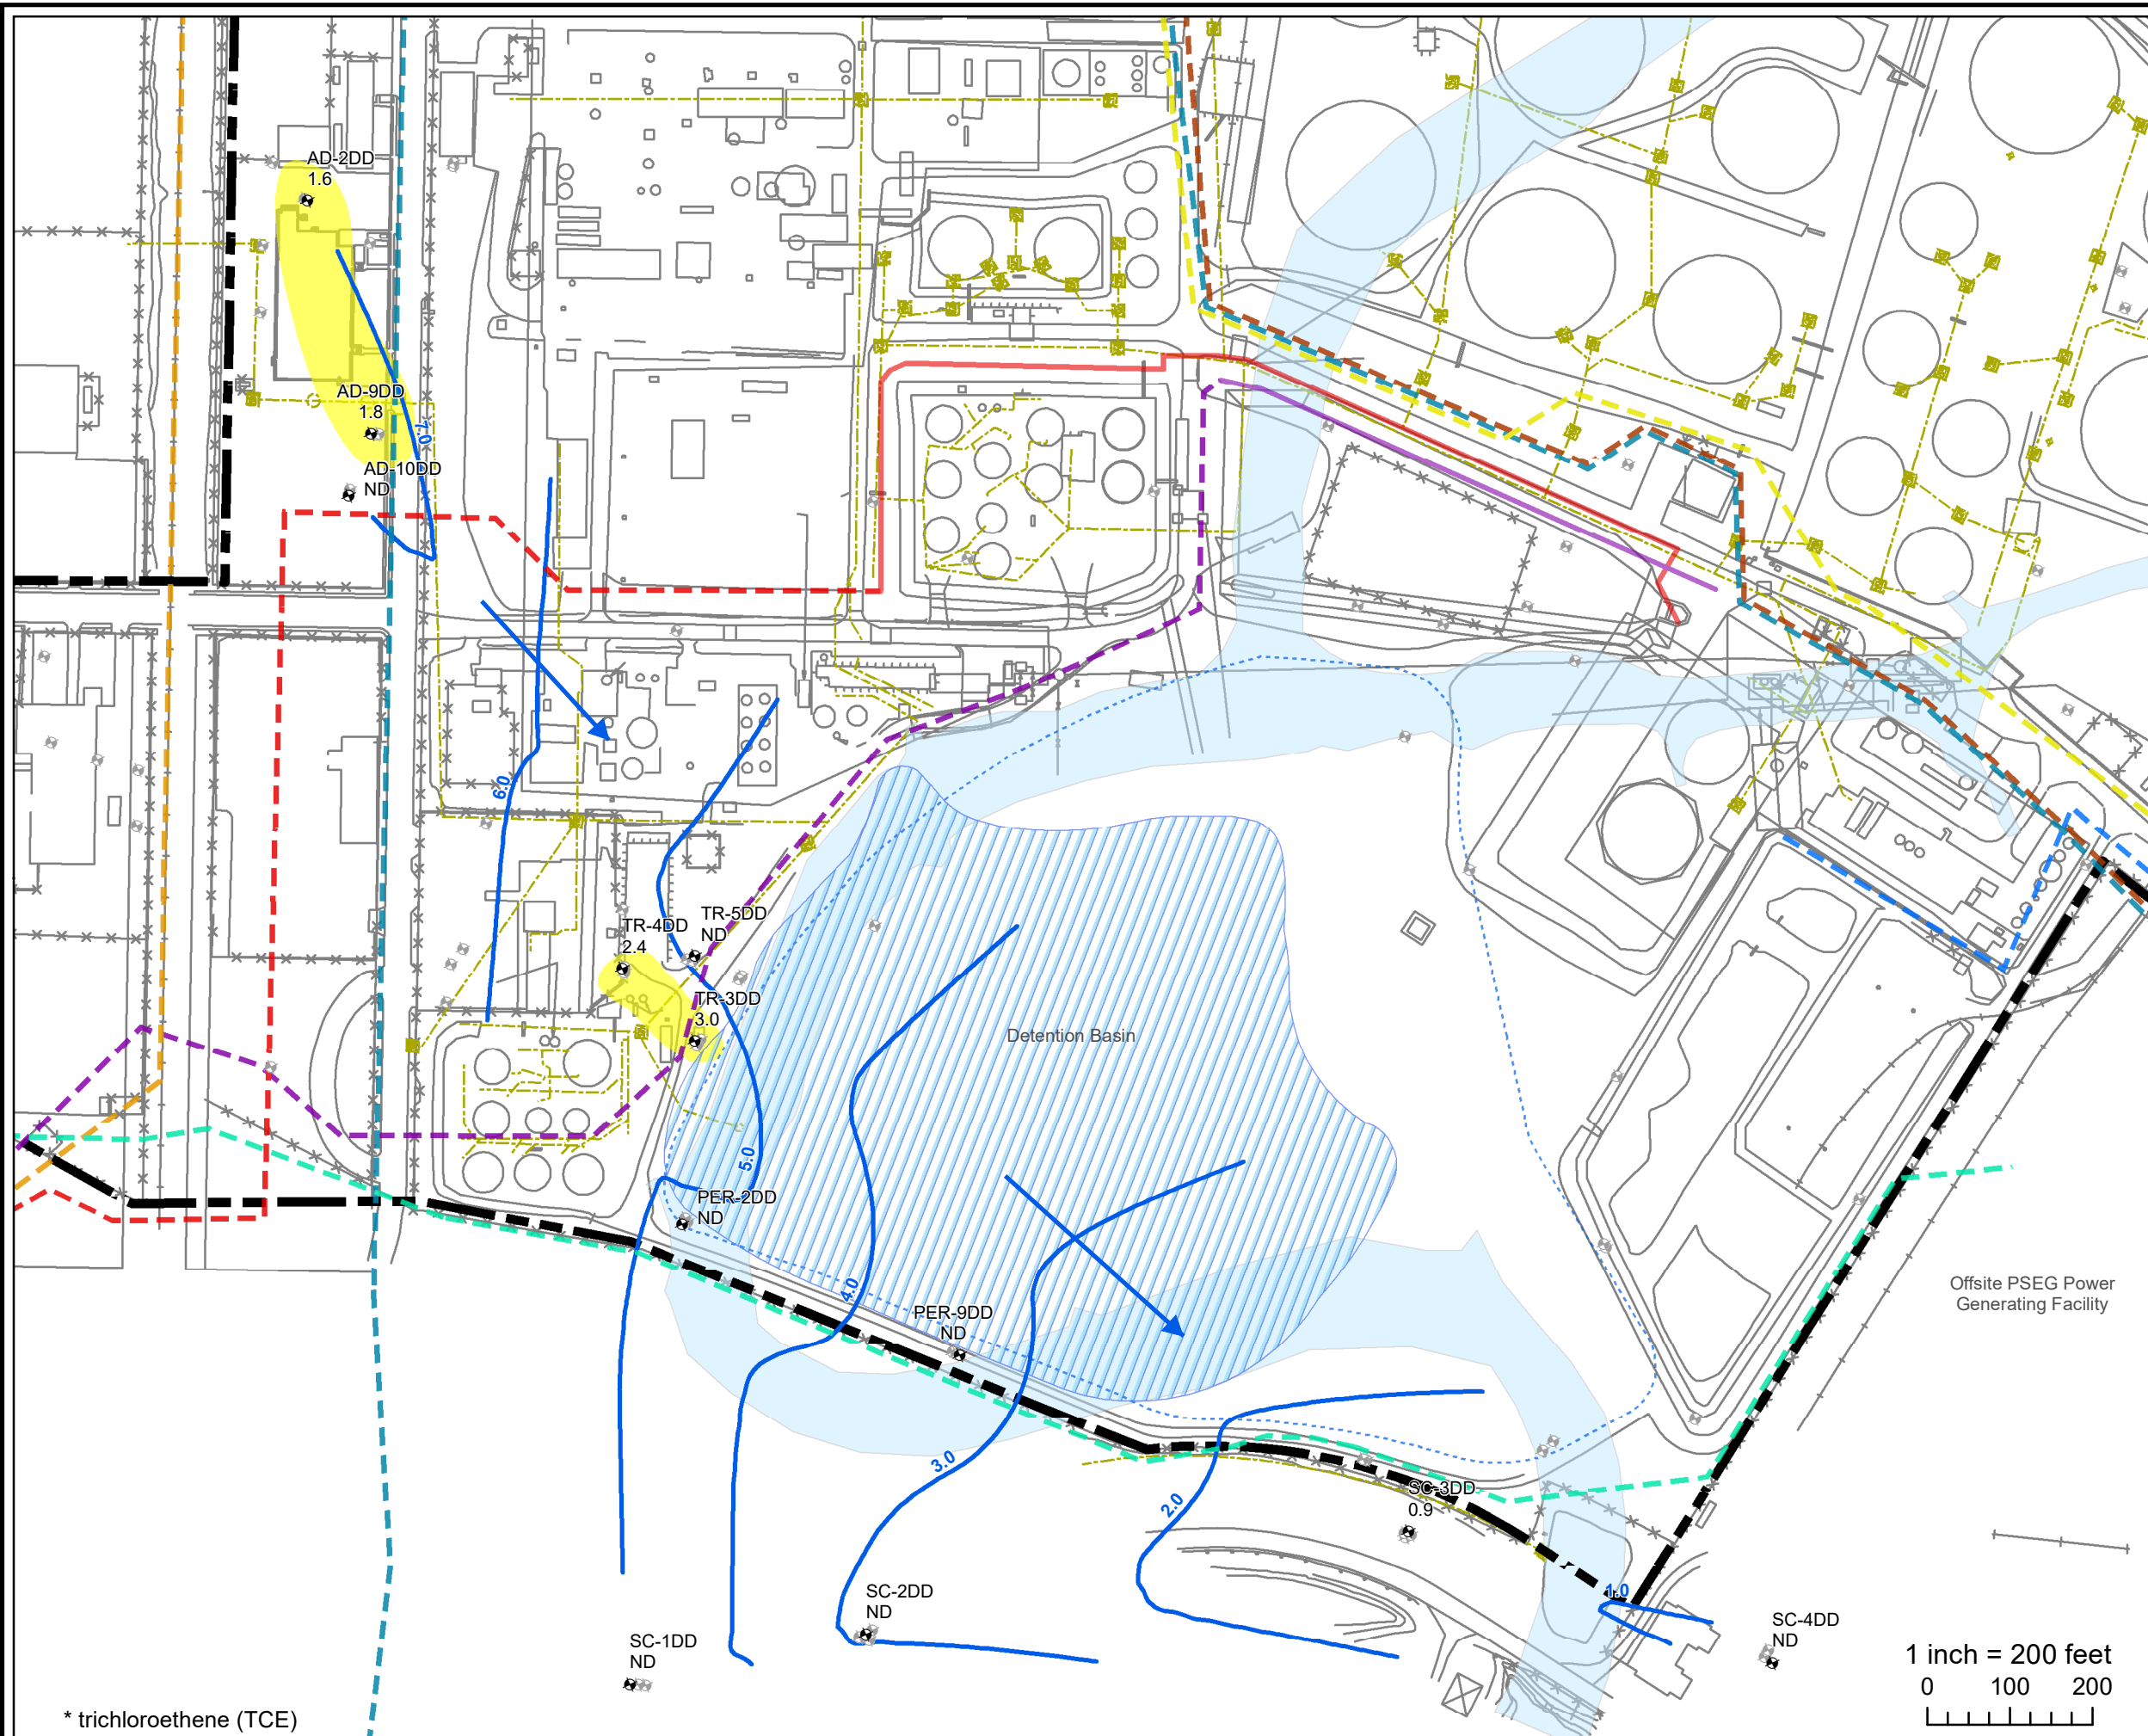 AD-2DD
1.6
AD-9DD
1.8
7.0
AD-10DD
ND
6.0
TR-5DD
ND
TR-4DD
2.4
TR-3DD
3.0
Detention Basin
5.0
PER-2DD
ND
4.0
PER-9DD
ND
Offsite PSEG Power
Generating Facility
3.0
2.0
SC-3DD
0.9
1.0
SC-2DD
ND
SC-1DD
ND
SC-4DD
ND
1 inch = 200 feet
0 100 200
* trichloroethene (TCE)